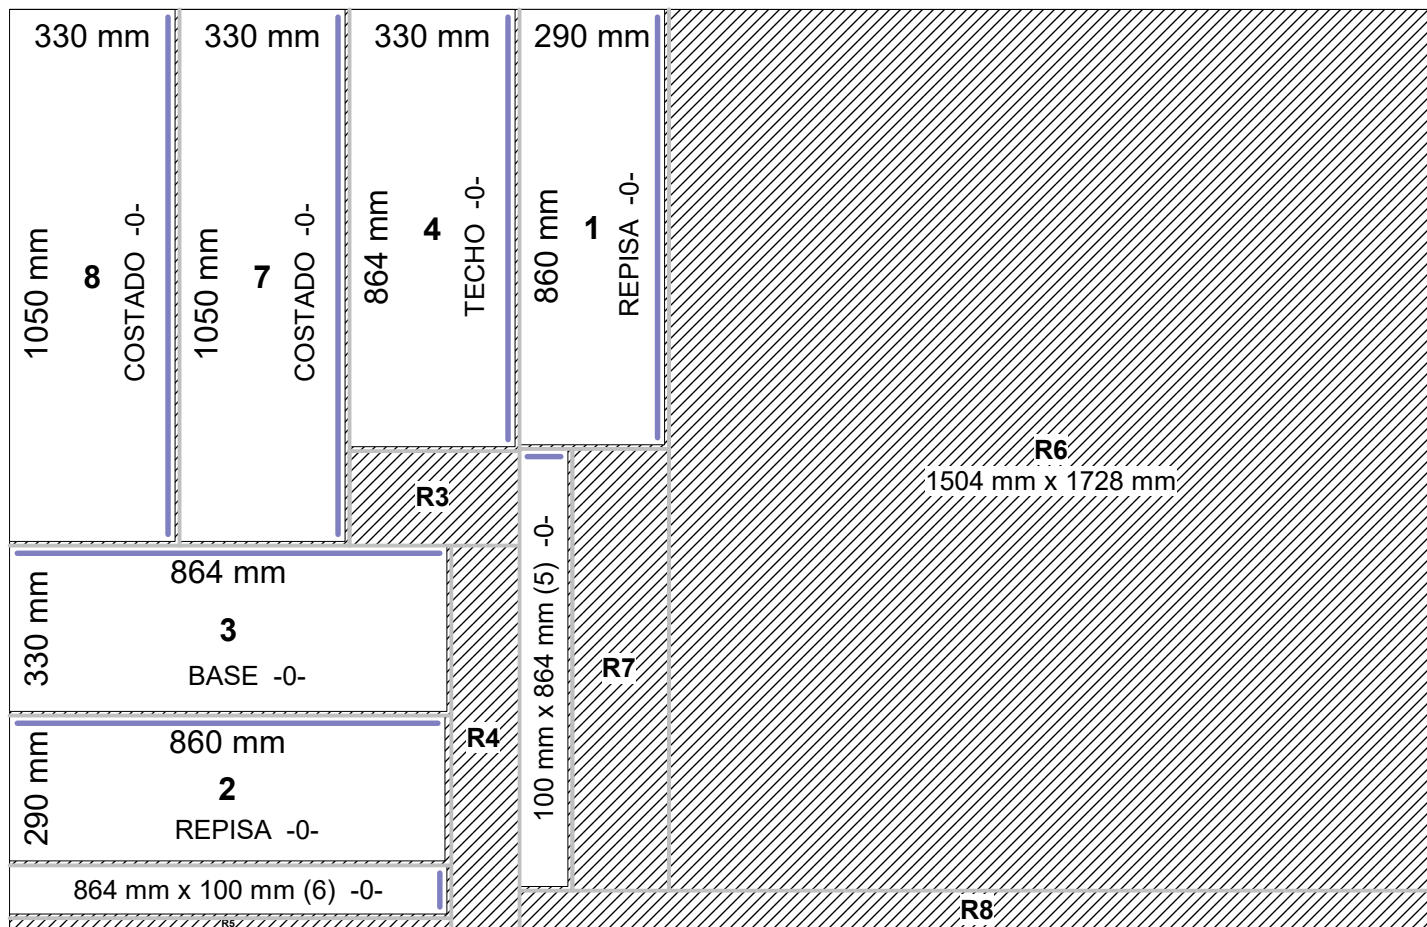 330 mm
1050 mm
8
COSTADO -0-
330 mm
1050 mm
7
COSTADO -0-
330 mm
864 mm
4
TECHO -0-
290 mm
860 mm
1
REPISA -0-
R6
1504 mm x 1728 mm
R3
864 mm
330 mm
3
BASE -0-
100 mm x 864 mm (5) -0-
R7
R4
860 mm
290 mm
2
REPISA -0-
864 mm x 100 mm (6) -0-
R5
R8